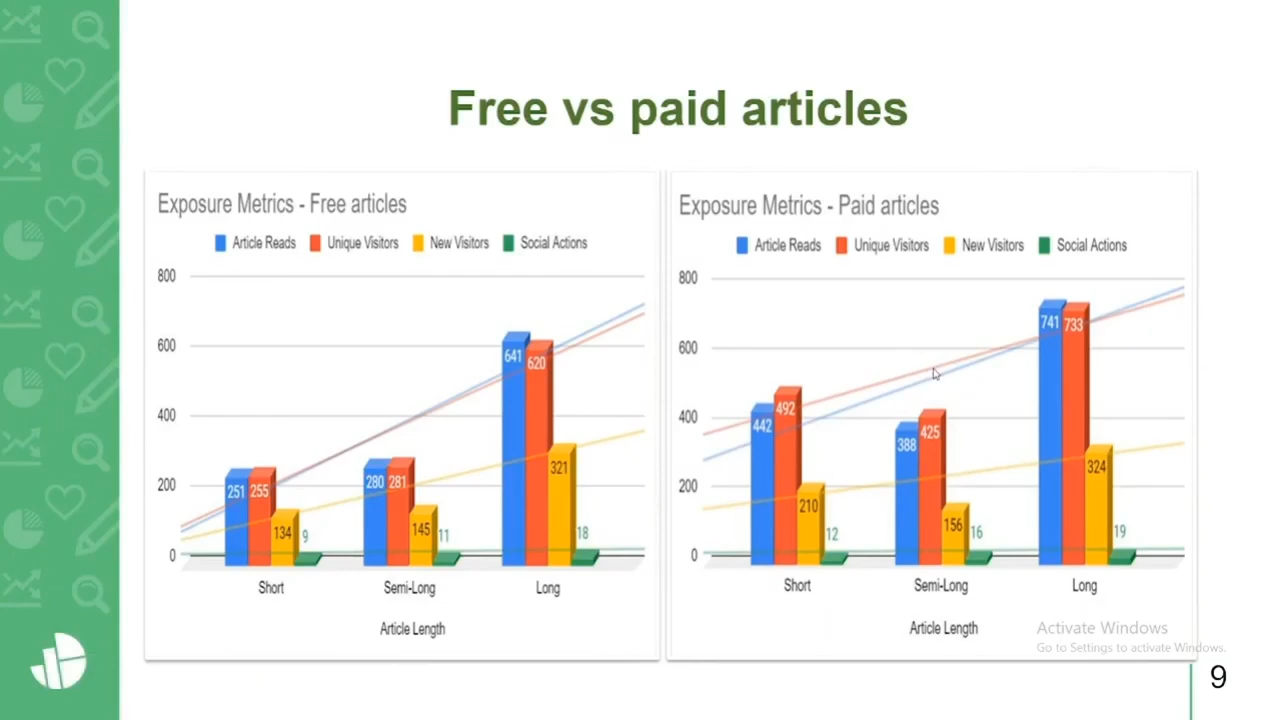 Free vs paid articles
Exposure Metrics - Free articles
Article Reads Unique Visitors New Visitors Social Actions
800
600
400
200
0
251 255 134 9
280 281 145 11
641 620 321 18
Short Semi-Long Long
Article Length
Exposure Metrics - Paid articles
Article Reads Unique Visitors New Visitors Social Actions
800
600
400
200
0
442 492 210 12
388 425 156 16
741 733 324 19
Short Semi-Long Long
Article Length
Activate Windows
Go to Settings to activate Windows.
9